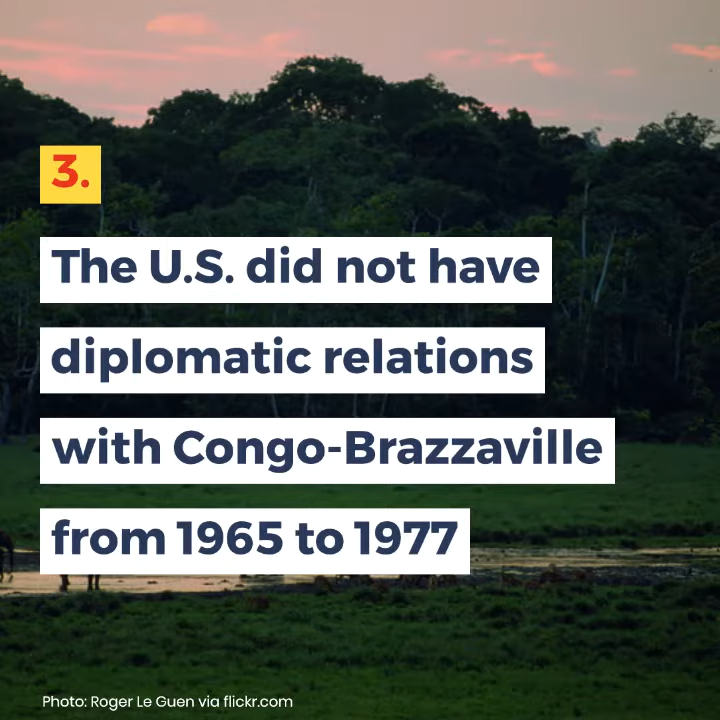 3.
The U.S. did not have
diplomatic relations
with Congo-Brazzaville
from 1965 to 1977
Photo: Roger Le Guen via flickr.com